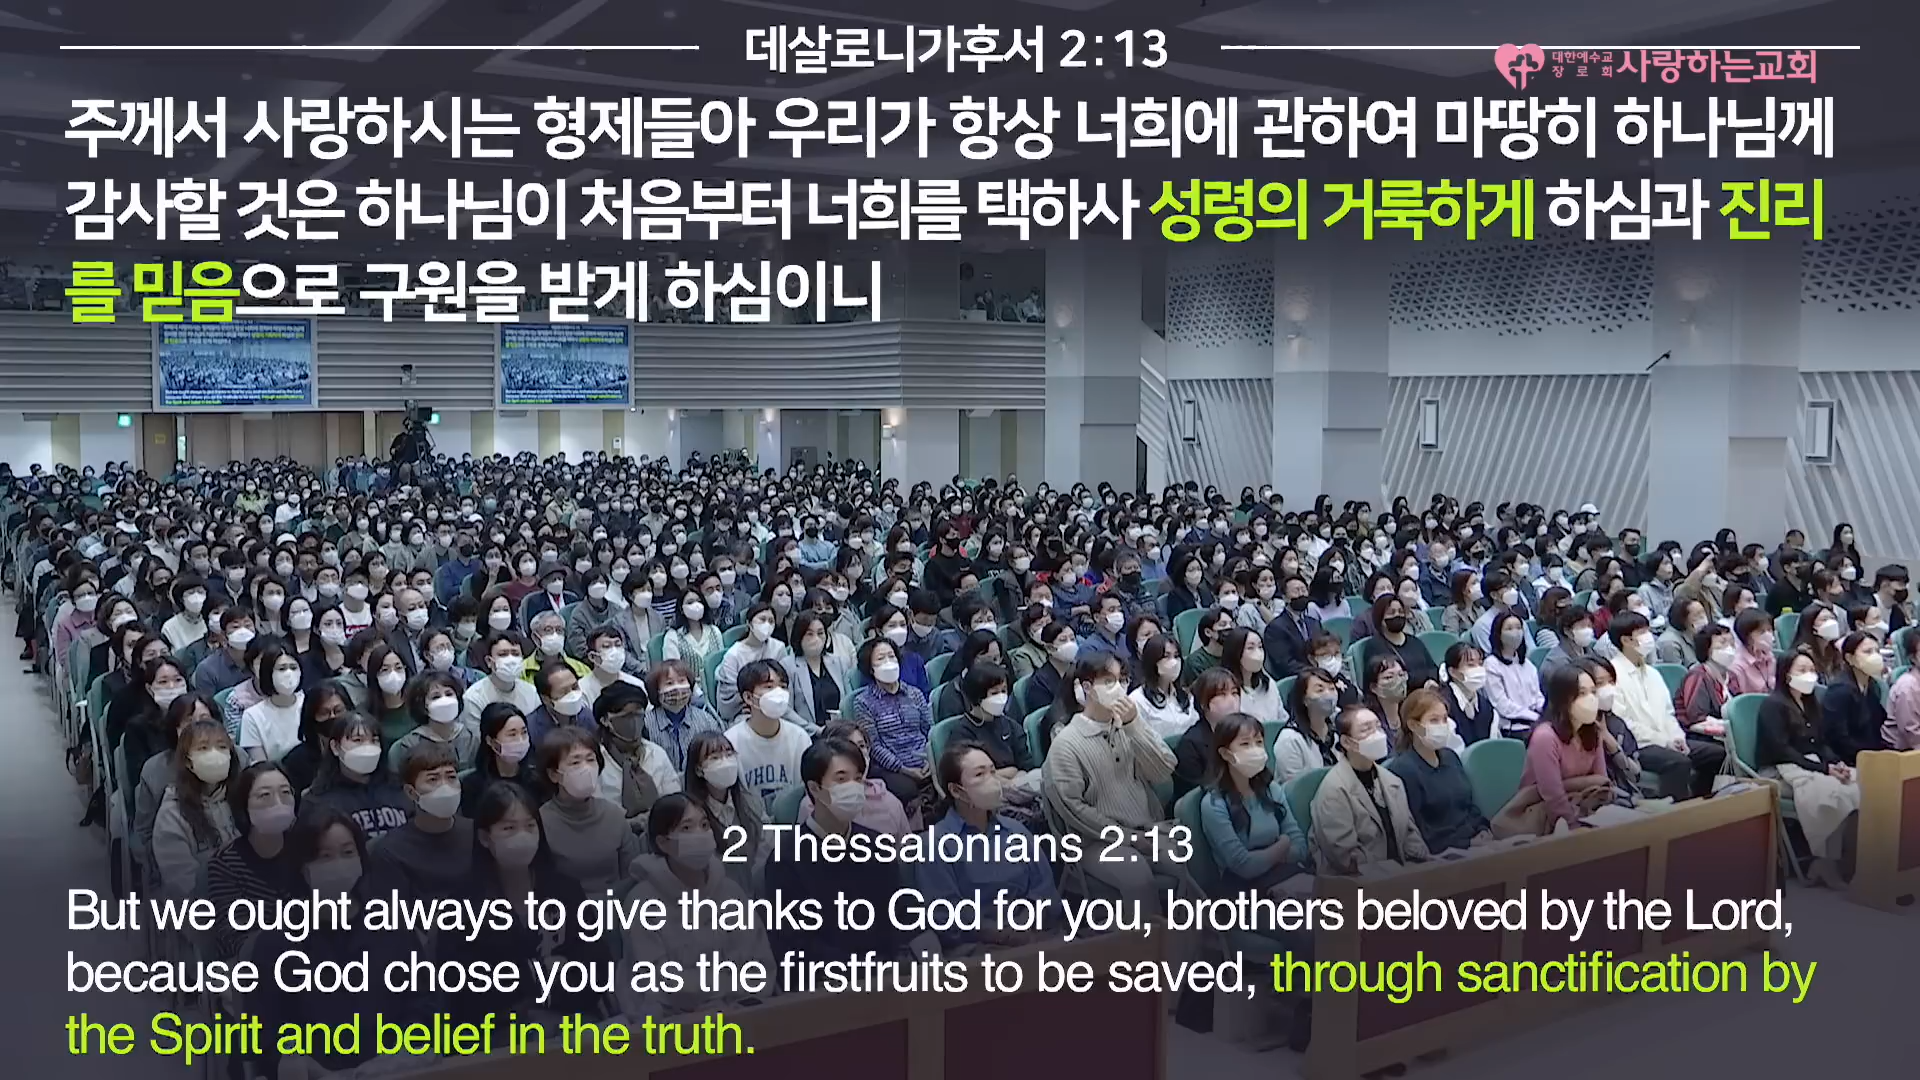 데살로니가후서 2:13
대한예수교
장로회
사랑하는교회
주께서 사랑하시는 형제들아 우리가 항상 너희에 관하여 마땅히 하나님께
감사할 것은 하나님이 처음부터 너희를 택하사 성령의 거룩하게 하심과 진리
를 믿음으로 구원을 받게 하심이니
VHO.A.
2 Thessalonians 2:13
But we ought always to give thanks to God for you, brothers beloved by the Lord,
because God chose you as the firstfruits to be saved, through sanctification by
the Spirit and belief in the truth.